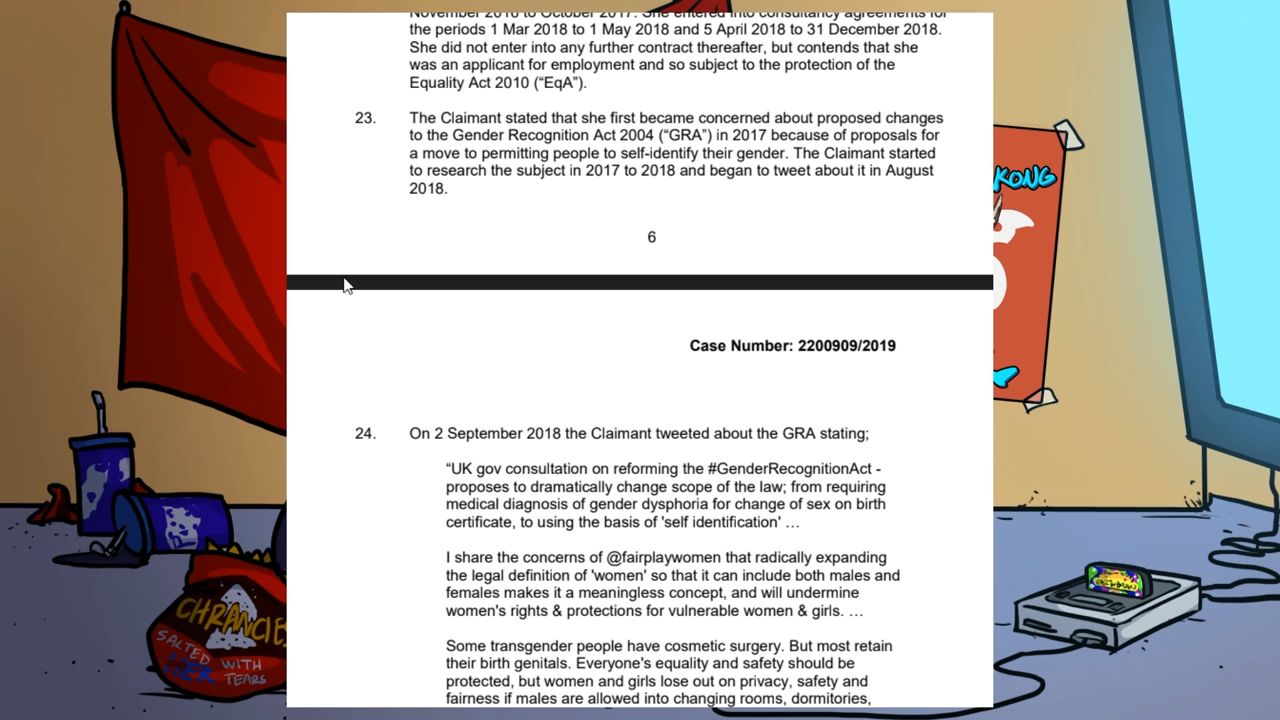 November 2016 to October 2017. She entered into consultancy agreements for
the periods 1 Mar 2018 to 1 May 2018 and 5 April 2018 to 31 December 2018.
She did not enter into any further contract thereafter, but contends that she
was an applicant for employment and so subject to the protection of the
Equality Act 2010 (“EqA”).
23. The Claimant stated that she first became concerned about proposed changes
to the Gender Recognition Act 2004 (“GRA”) in 2017 because of proposals for
a move to permitting people to self-identify their gender. The Claimant started
to research the subject in 2017 to 2018 and began to tweet about it in August
2018.
6
Case Number: 2200909/2019
24. On 2 September 2018 the Claimant tweeted about the GRA stating;
“UK gov consultation on reforming the #GenderRecognitionAct -
proposes to dramatically change scope of the law; from requiring
medical diagnosis of gender dysphoria for change of sex on birth
certificate, to using the basis of 'self identification' …
I share the concerns of @fairplaywomen that radically expanding
the legal definition of 'women' so that it can include both males and
females makes it a meaningless concept, and will undermine
women's rights & protections for vulnerable women & girls. …
Some transgender people have cosmetic surgery. But most retain
their birth genitals. Everyone's equality and safety should be
protected, but women and girls lose out on privacy, safety and
fairness if males are allowed into changing rooms, dormitories,
KONG
SALTED WITH
HER TEARS